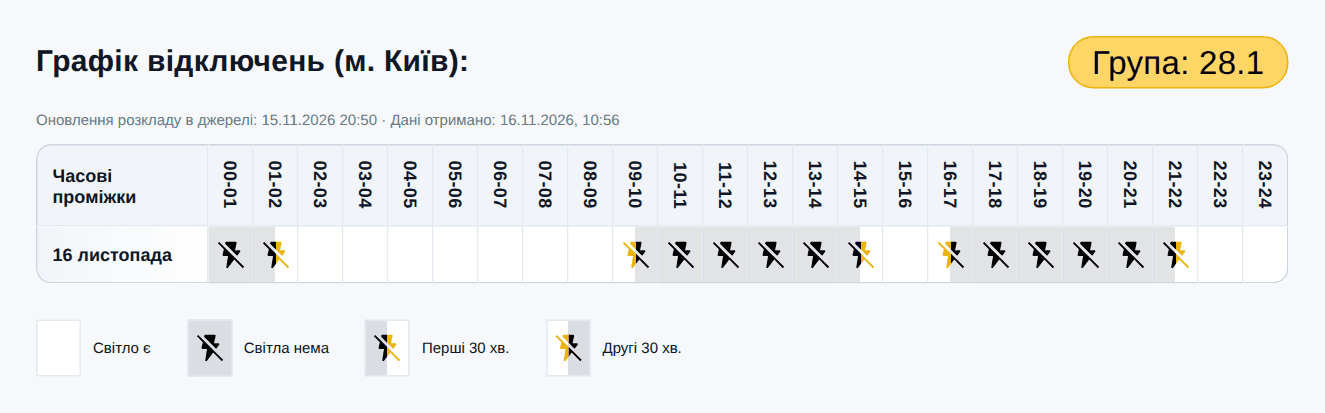 Графік відключень (м. Київ):
Група: 28.1
Оновлення розкладу в джерелі: 15.11.2026 20:50 · Дані отримано: 16.11.2026, 10:56
Часові
проміжки
00-01
01-02
02-03
03-04
04-05
05-06
06-07
07-08
08-09
09-10
10-11
11-12
12-13
13-14
14-15
15-16
16-17
17-18
18-19
19-20
20-21
21-22
22-23
23-24
16 листопада
Світло є
Світла нема
Перші 30 хв.
Другі 30 хв.